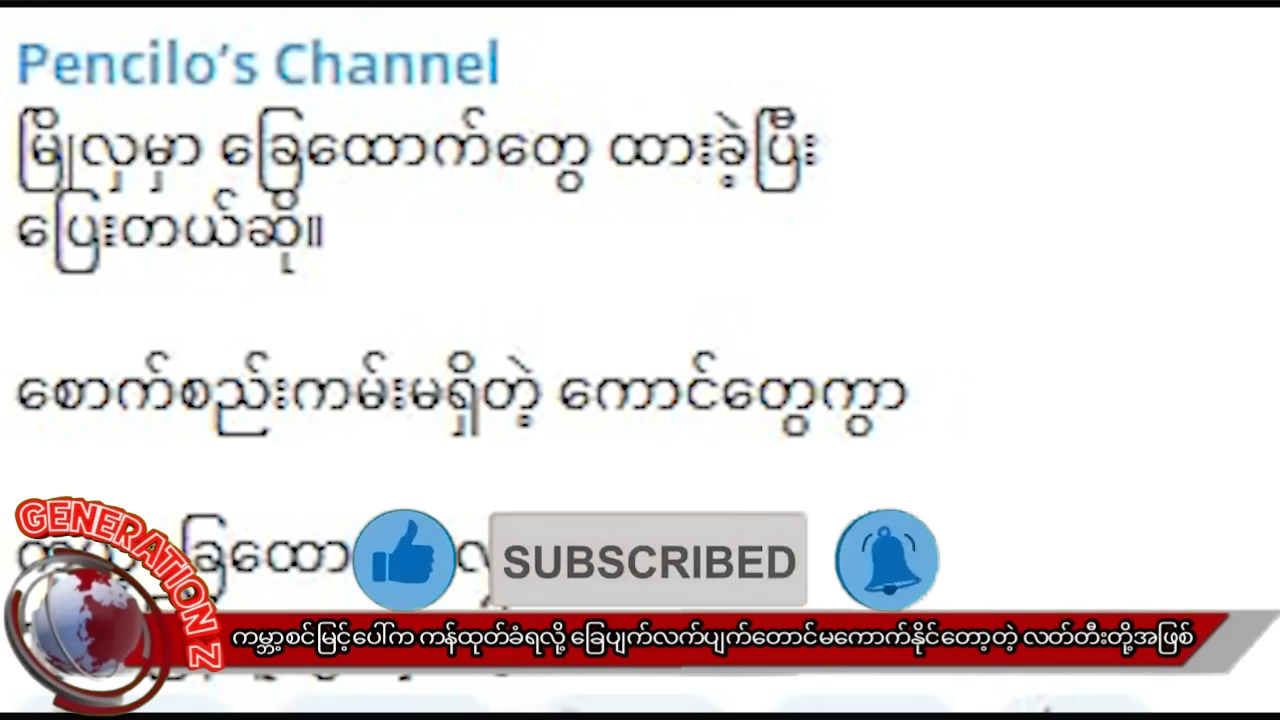 Pencilo's Channel
မြို့လှမှာ ခြေထောက်တွေ ထားခဲ့ပြီး
ပြေးတယ်ဆို။
စောက်စည်းကမ်းမရှိတဲ့ ကောင်တွေကွာ
SUBSCRIBED
GENERATION Z
ကမ္ဘာ့စင်မြင့်ပေါ်က ကန်ထုတ်ခံရလို့ ခြေပျက်လက်ပျက်တောင်မကောက်နိုင်တော့တဲ့ လတ်တီးတို့အဖြစ်